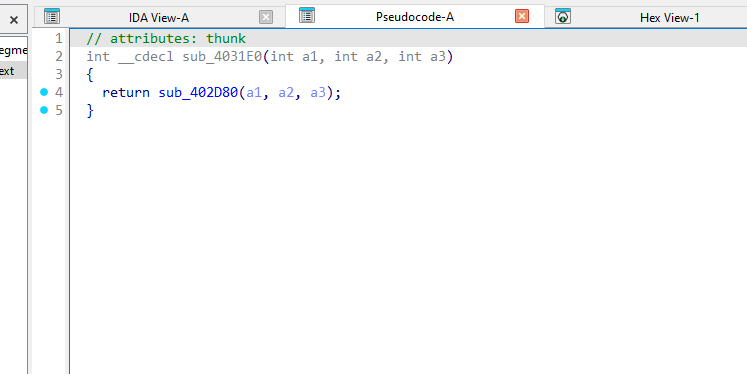 IDA View-A
Pseudocode-A
Hex View-1
egme
ext
1 // attributes: thunk
2 int __cdecl sub_4031E0(int a1, int a2, int a3)
3 {
4 return sub_402D80(a1, a2, a3);
5 }